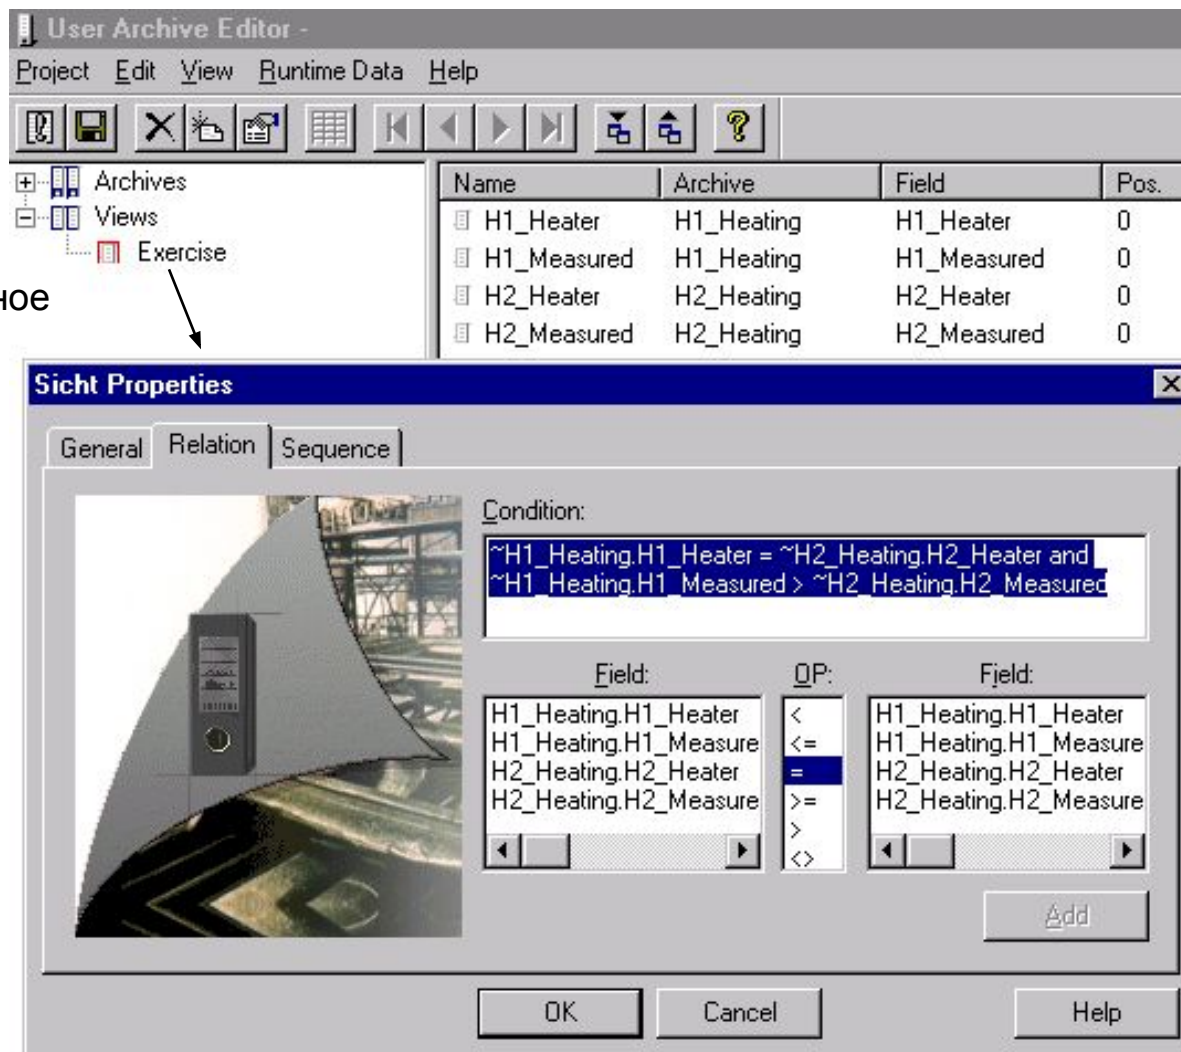 User Archive Editor -
Project Edit View Runtime Data Help
Archives
Views
Exercise
ное
Name Archive Field Pos.
H1_Heater H1_Heating H1_Heater 0
H1_Measured H1_Heating H1_Measured 0
H2_Heater H2_Heating H2_Heater 0
H2_Measured H2_Heating H2_Measured 0
Sicht Properties
General Relation Sequence
Condition:
~H1_Heating.H1_Heater = ~H2_Heating.H2_Heater and
~H1_Heating.H1_Measured > ~H2_Heating.H2_Measured
Field: OP: Field:
H1_Heating.H1_Heater < H1_Heating.H1_Heater
H1_Heating.H1_Measure <= H1_Heating.H1_Measure
H2_Heating.H2_Heater = H2_Heating.H2_Heater
H2_Heating.H2_Measure >= H2_Heating.H2_Measure
>
<>
Add
OK Cancel Help